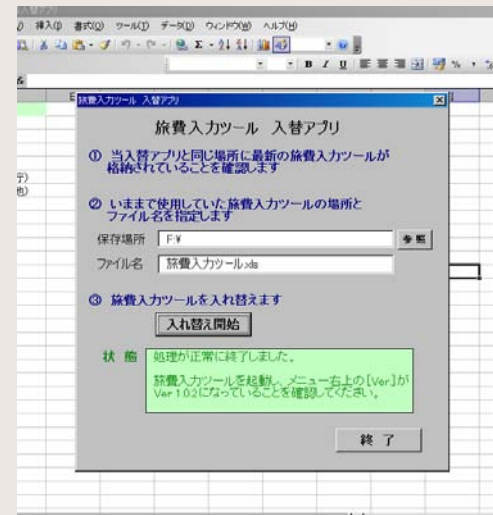 挿入(I) 書式(O) ツール(T) データ(D) ウィンドウ(W) ヘルプ(H)
B I U
旅費入力ツール 入替アプリ
旅費入力ツール 入替アプリ
① 当入替アプリと同じ場所に最新の旅費入力ツールが
格納されていることを確認します
② いままで使用していた旅費入力ツールの場所と
ファイル名を指定します
保存場所 F:¥ 参照
ファイル名 旅費入力ツール.xls
③ 旅費入力ツールを入れ替えます
入れ替え開始
状 態 処理が正常に終了しました。
旅費入力ツールを起動し、メニュー右上の[Ver]が
Ver 1.02になっていることを確認してください。
終 了